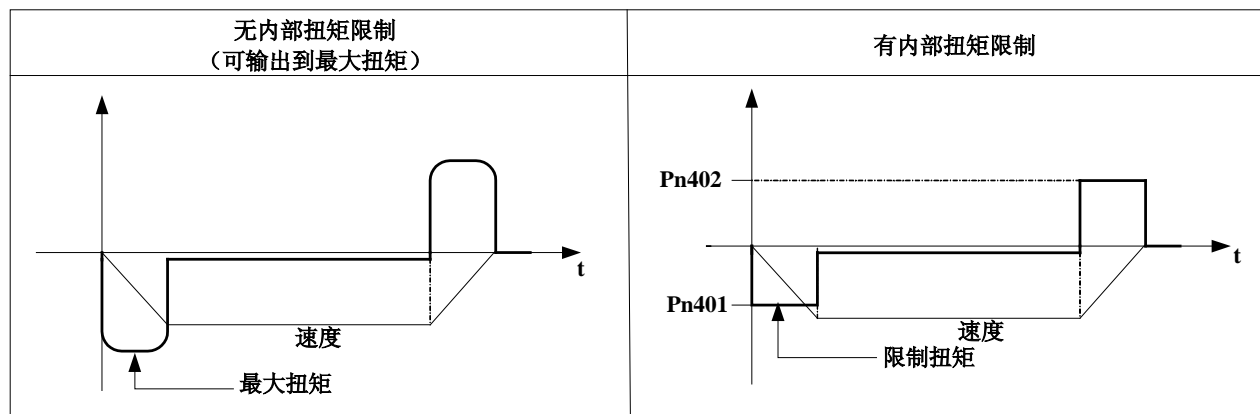 无内部扭矩限制
（可输出到最大扭矩）
有内部扭矩限制
t
速度
最大扭矩
Pn402
t
Pn401
速度
限制扭矩